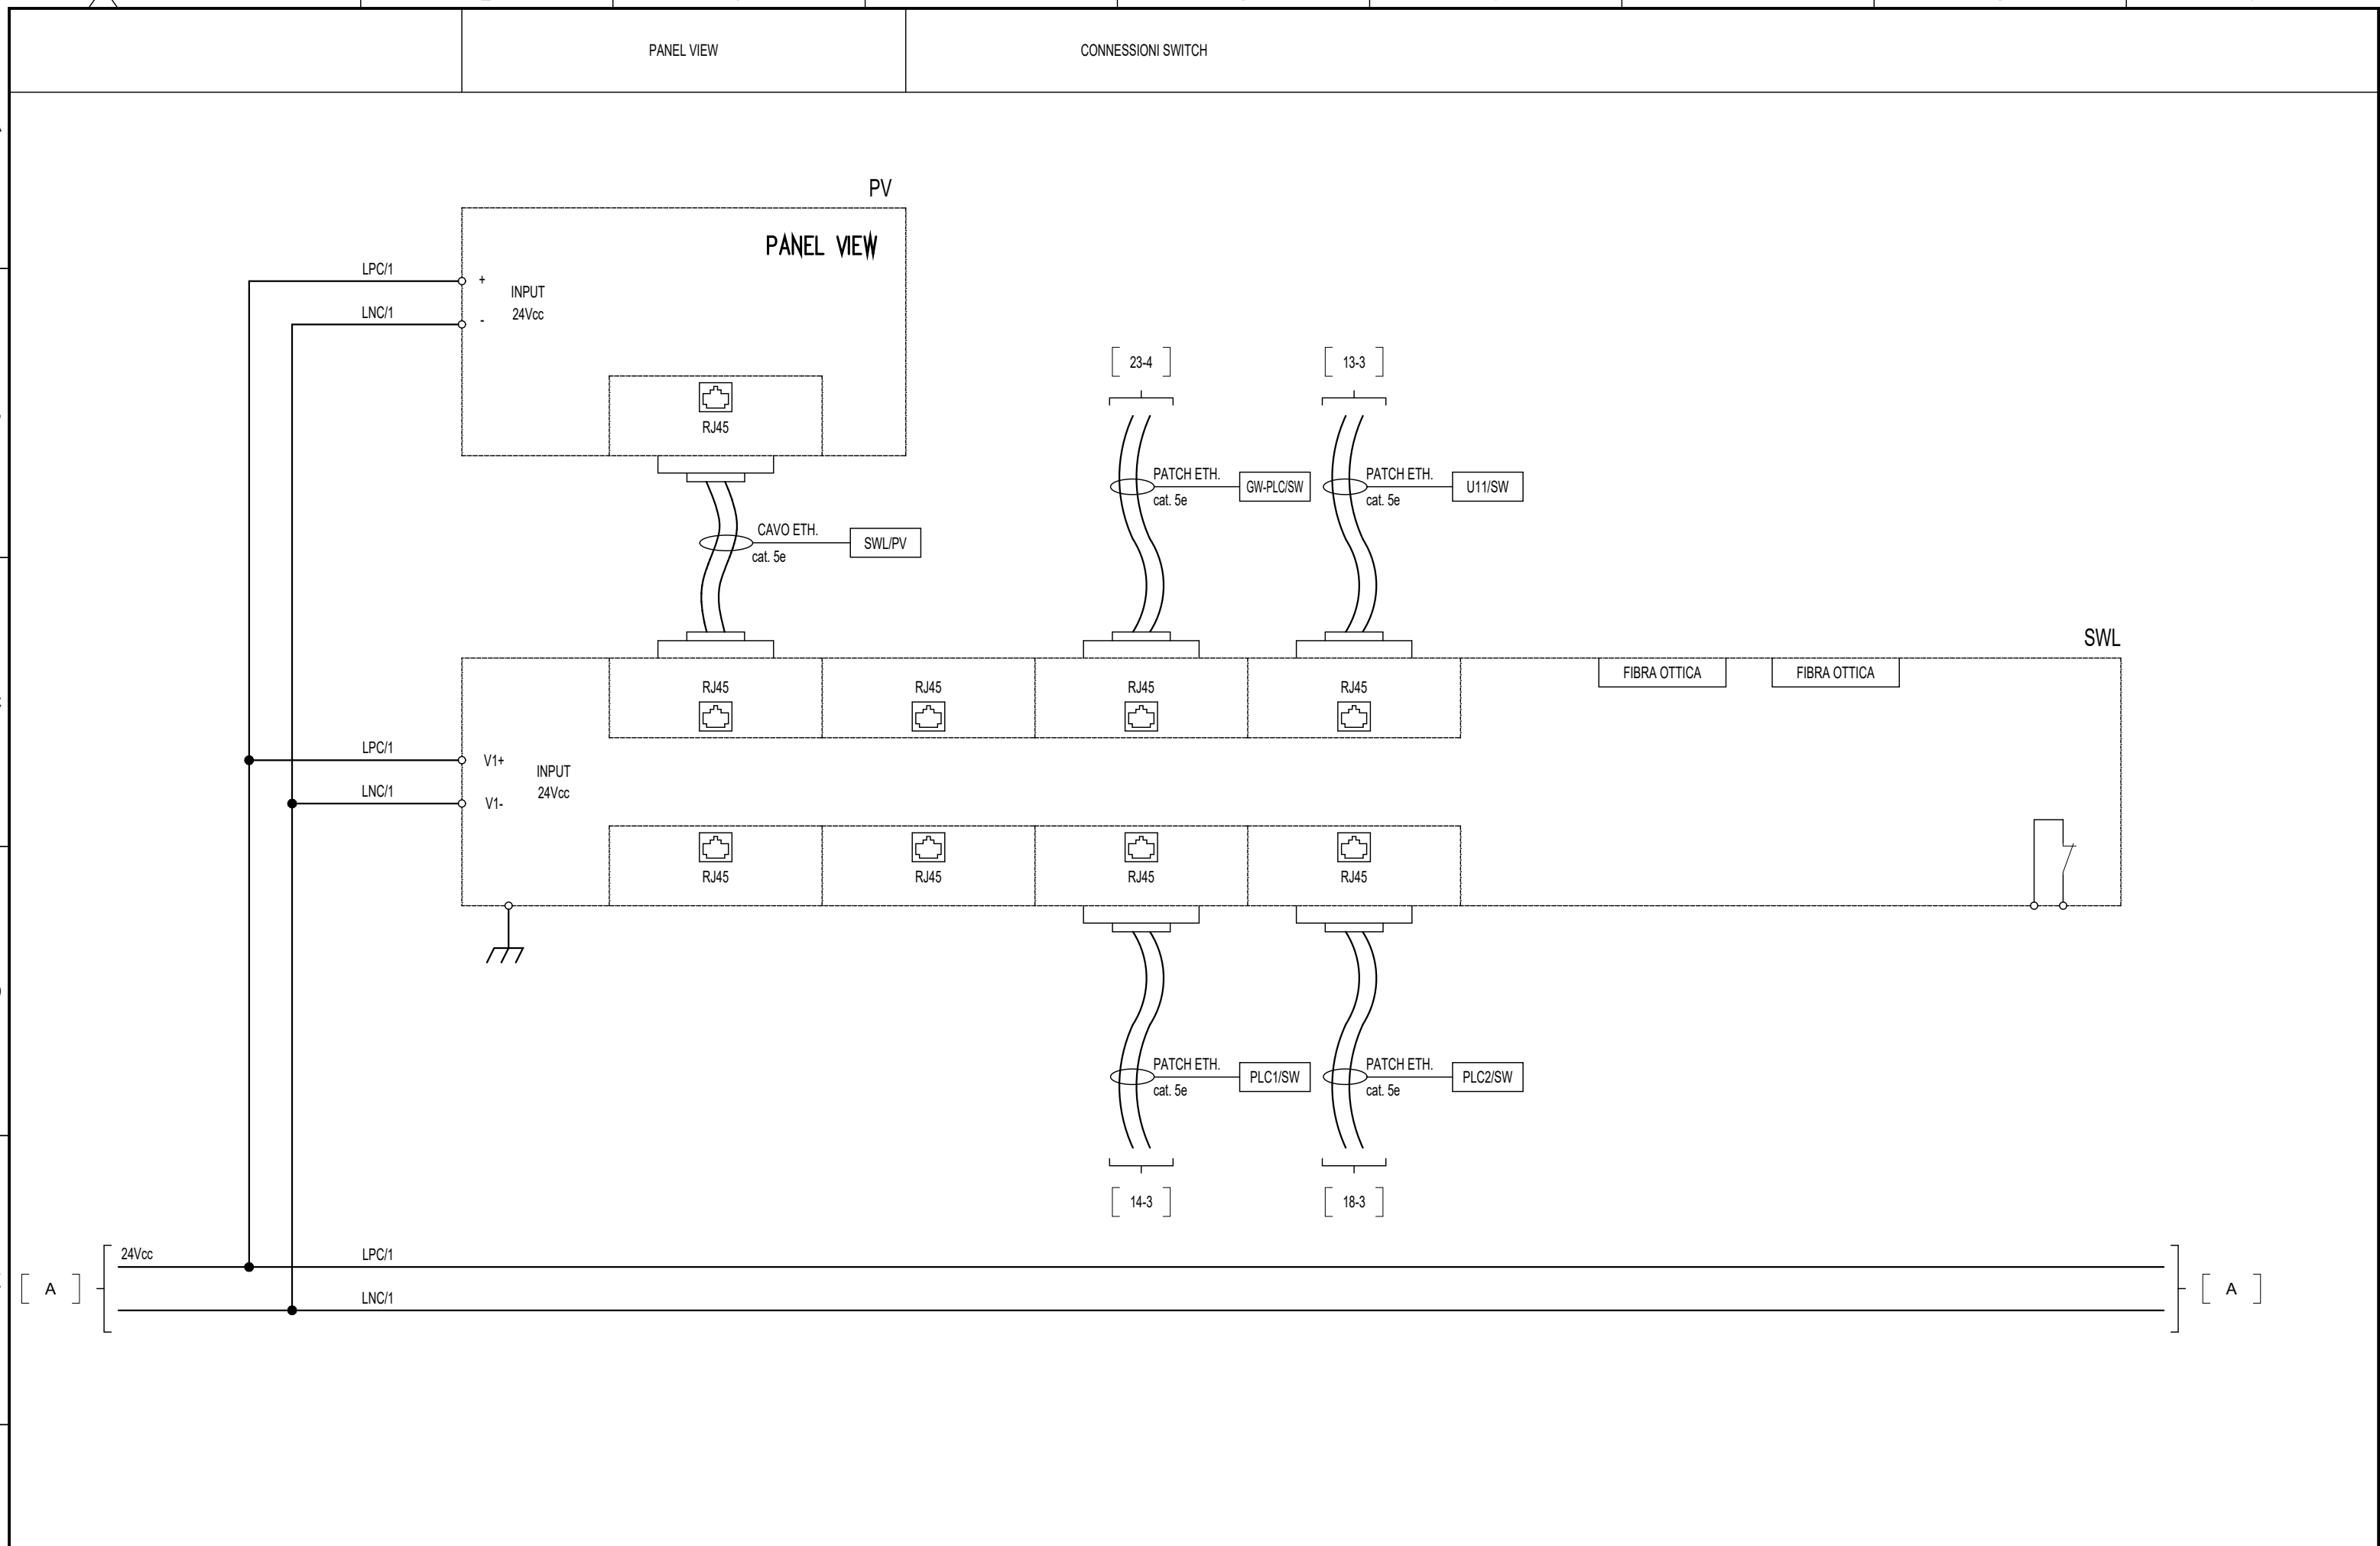 PANEL VIEW
CONNESSIONI SWITCH
PV
PANEL VIEW
LPC/1
+
INPUT
24Vcc
LNC/1
-
RJ45
23-4
13-3
PATCH ETH.
cat. 5e
GW-PLC/SW
PATCH ETH.
cat. 5e
U11/SW
CAVO ETH.
cat. 5e
SWL/PV
SWL
RJ45
RJ45
RJ45
RJ45
FIBRA OTTICA
FIBRA OTTICA
LPC/1
V1+
INPUT
24Vcc
LNC/1
V1-
RJ45
RJ45
RJ45
RJ45
PATCH ETH.
cat. 5e
PLC1/SW
PATCH ETH.
cat. 5e
PLC2/SW
14-3
18-3
24Vcc
LPC/1
A
LNC/1
A